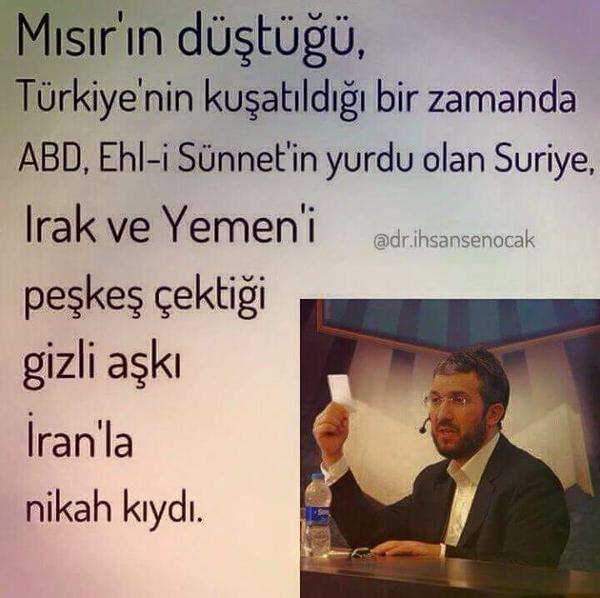 Mısır'ın düştüğü,
Türkiye'nin kuşatıldığı bir zamanda
ABD, Ehl-i Sünnet'in yurdu olan Suriye,
Irak ve Yemen'i
@dr.ihsansenocak
peşkeş çektiği
gizli aşkı
İran'la
nikah kıydı.